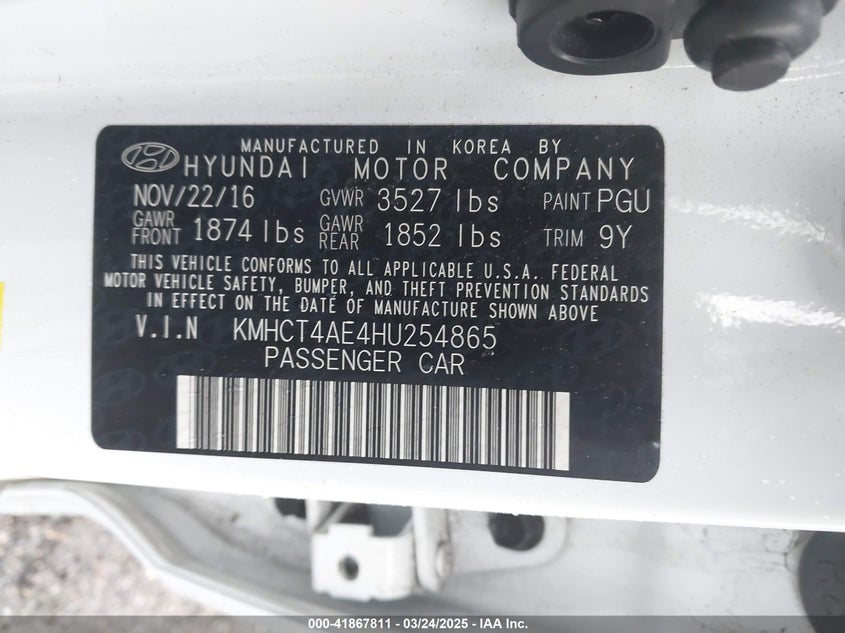 MANUFACTURED IN KOREA BY
HYUNDAI MOTOR COMPANY
NOV/22/16 GVWR 3527 lbs PAINT PGU
GAWR FRONT 1874 lbs GAWR REAR 1852 lbs TRIM 9Y
THIS VEHICLE CONFORMS TO ALL APPLICABLE U.S.A. FEDERAL
MOTOR VEHICLE SAFETY, BUMPER, AND THEFT PREVENTION STANDARDS
IN EFFECT ON THE DATE OF MANUFACTURE SHOWN ABOVE
V.I.N KMHCT4AE4HU254865
PASSENGER CAR
©-41867811 - 03/24/2025 - IAA Inc.